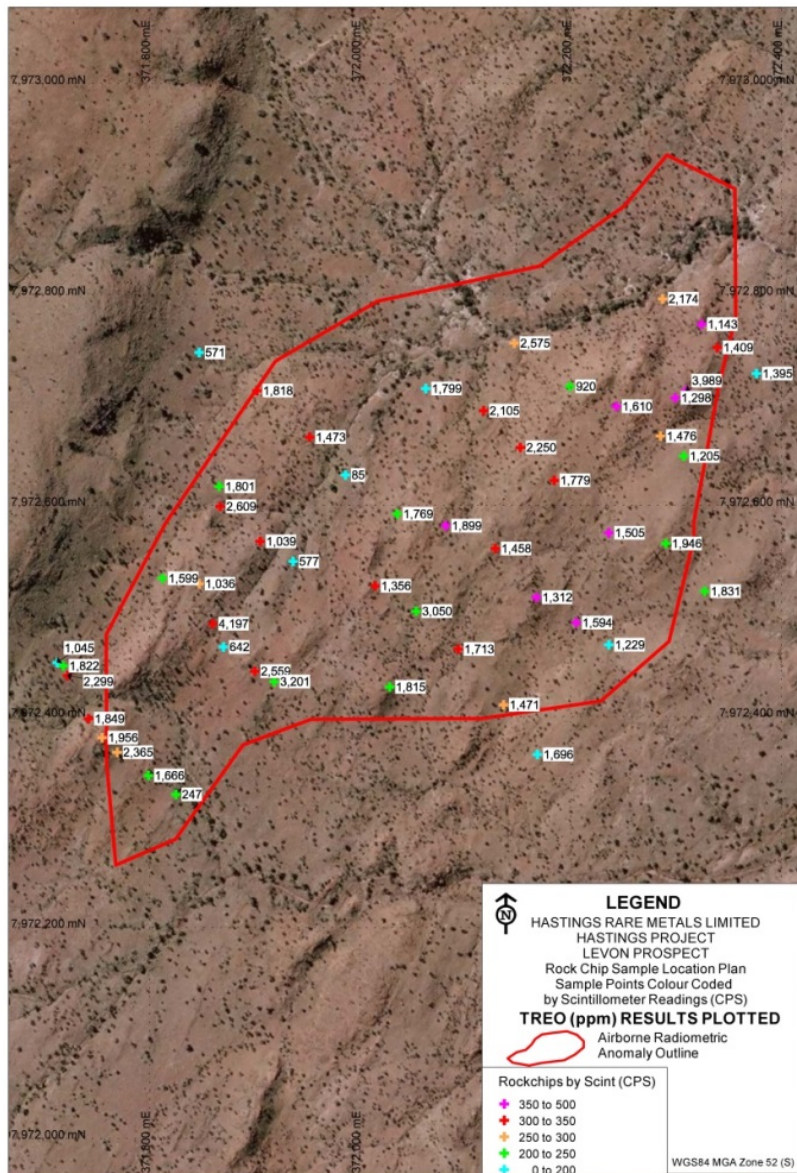 371,800 mE
372,000 mE
372,200 mE
372,400 mE
7,973,000 mN
7,973,000 mN
7,972,800 mN
7,972,800 mN
2,174
1,143
2,575
1,409
571
1,395
3,989
920
1,799
1,818
1,298
1,610
2,105
1,473
1,476
2,250
1,205
85
1,779
1,801
7,972,600 mN
7,972,600 mN
2,609
1,769
1,899
1,505
1,039
1,946
1,458
577
1,599
1,036
1,356
1,831
1,312
3,050
4,197
1,594
642
1,229
1,045
1,713
1,822
2,559
2,299
3,201
1,815
1,471
7,972,400 mN
7,972,400 mN
1,849
1,956
2,365
1,696
1,666
247
7,972,200 mN
7,972,000 mN
371,800 mE
372,000 mE
N
LEGEND
HASTINGS RARE METALS LIMITED
HASTINGS PROJECT
LEVON PROSPECT
Rock Chip Sample Location Plan
Sample Points Colour Coded
by Scintillometer Readings (CPS)
TREO (ppm) RESULTS PLOTTED
Airborne Radiometric
Anomaly Outline
Rockchips by Scint (CPS)
350 to 500
300 to 350
250 to 300
200 to 250
0 to 200
WGS84 MGA Zone 52 (S)